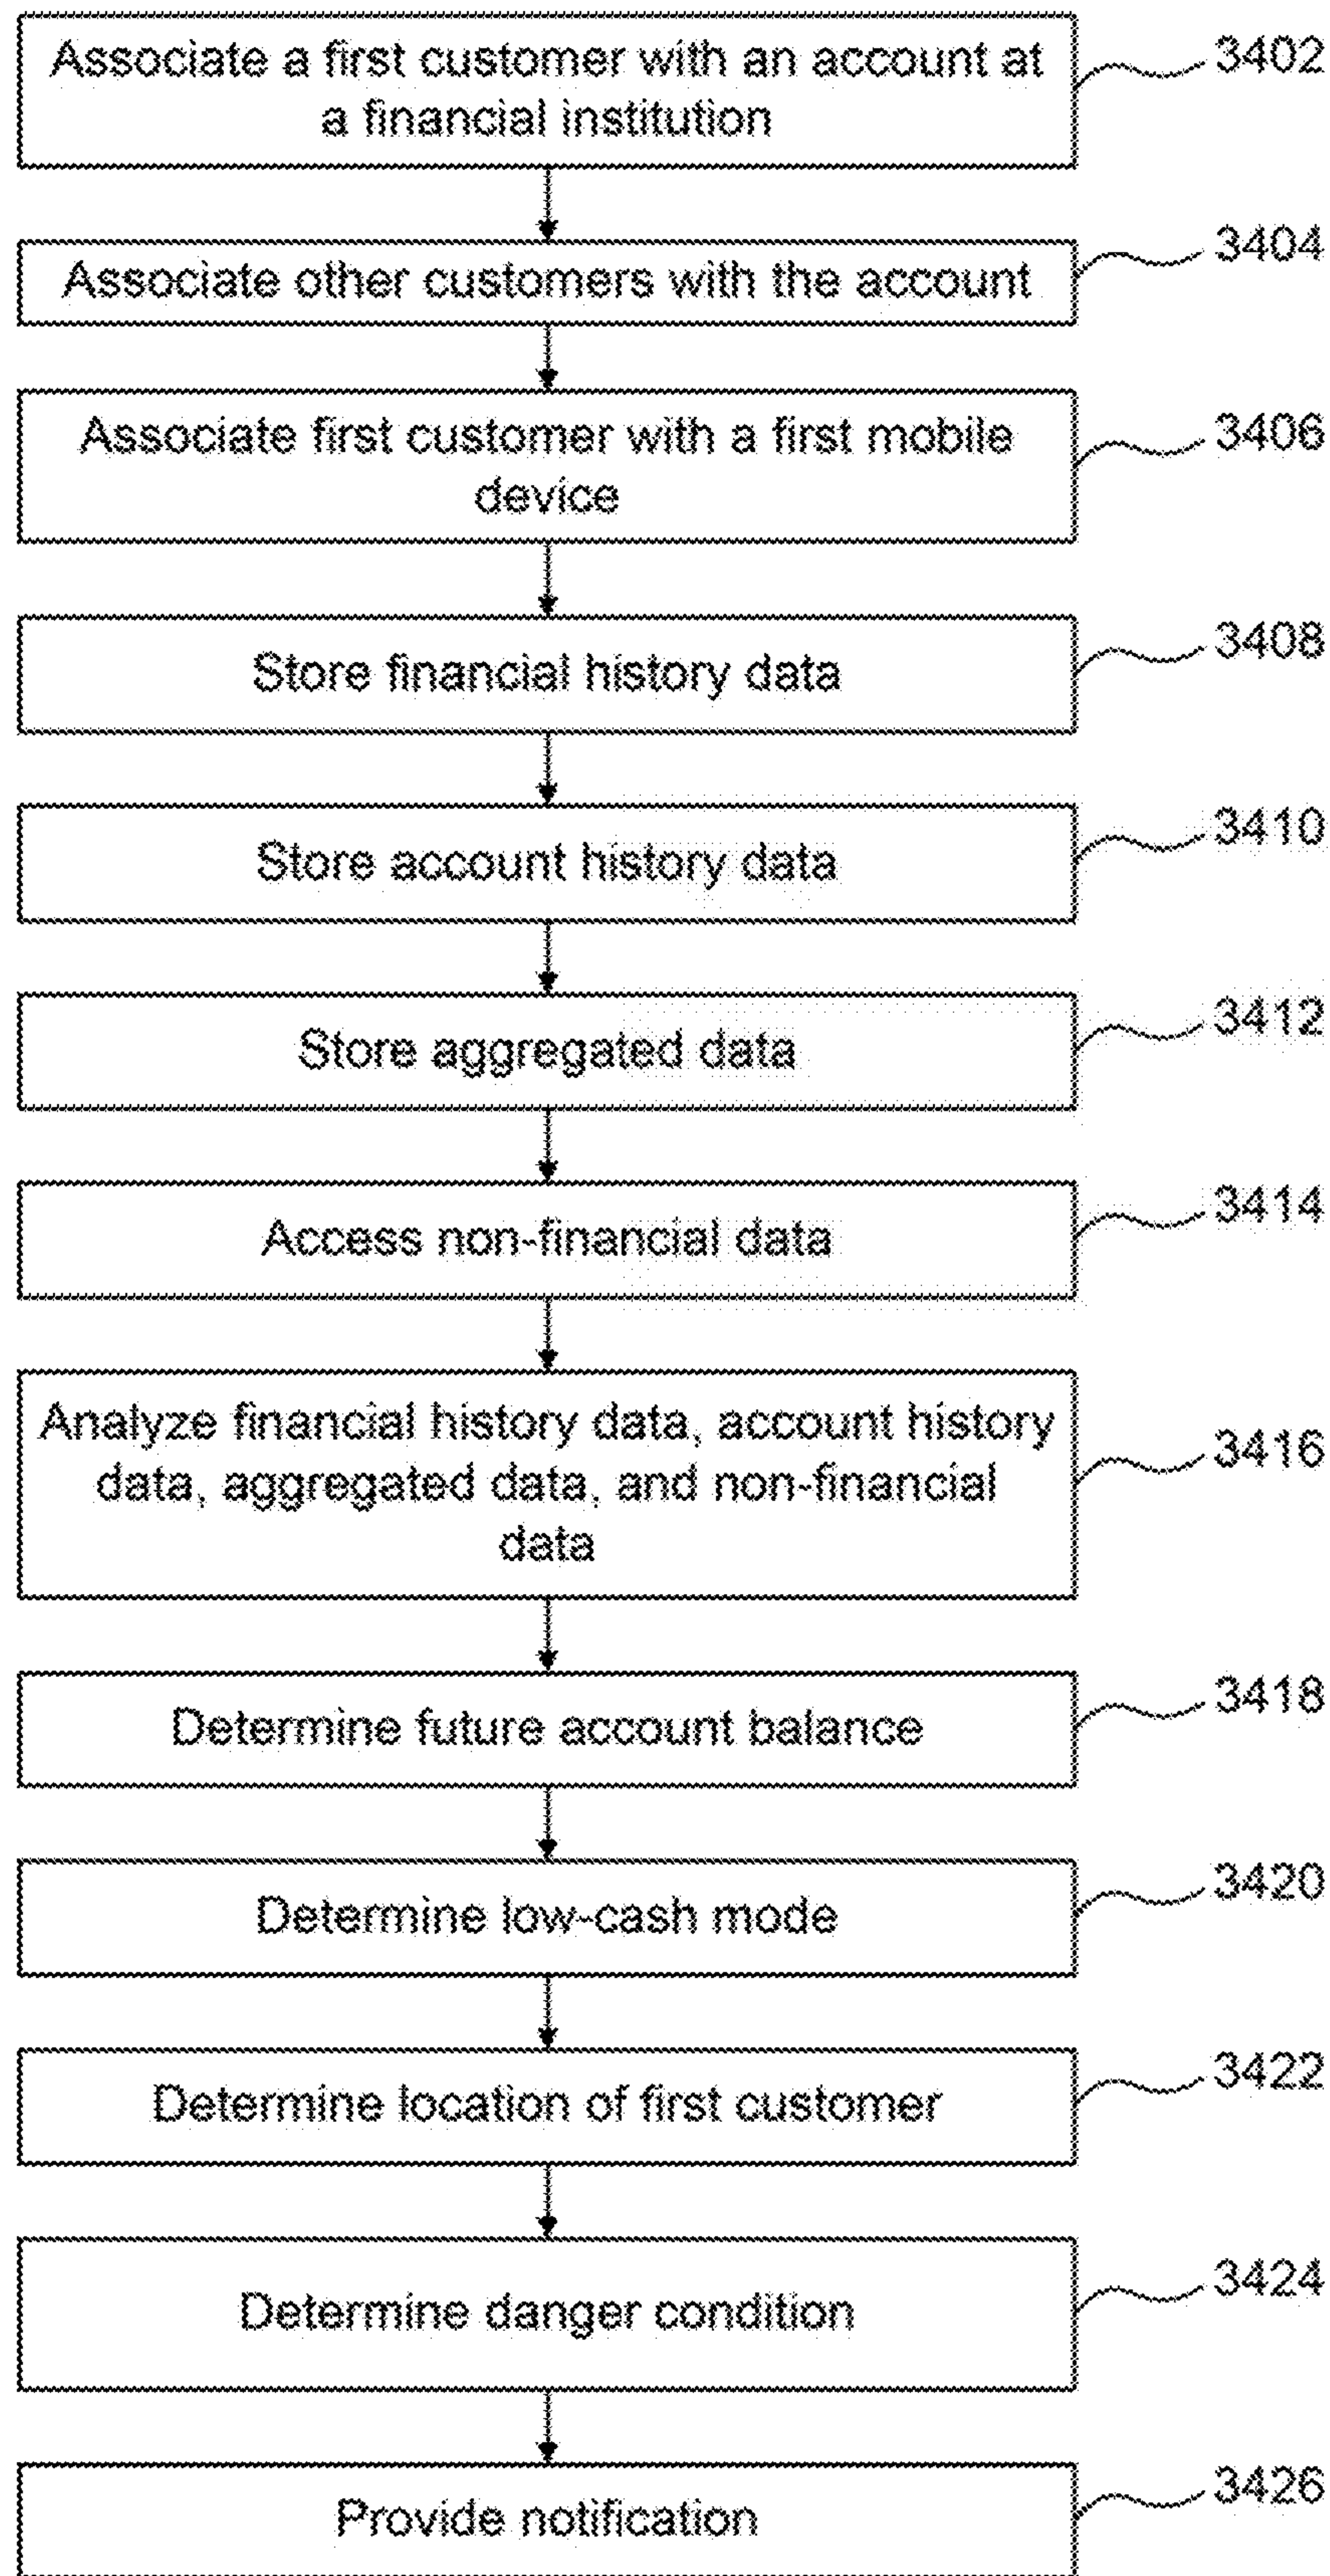 Associate a first customer with an account at
a financial institution
3402
Associate other customers with the account
3404
Associate first customer with a first mobile
device
3406
Store financial history data
3408
Store account history data
3410
Store aggregated data
3412
Access non-financial data
3414
Analyze financial history data, account history
data, aggregated data, and non-financial
data
3416
Determine future account balance
3418
Determine low-cash mode
3420
Determine location of first customer
3422
Determine danger condition
3424
Provide notification
3426